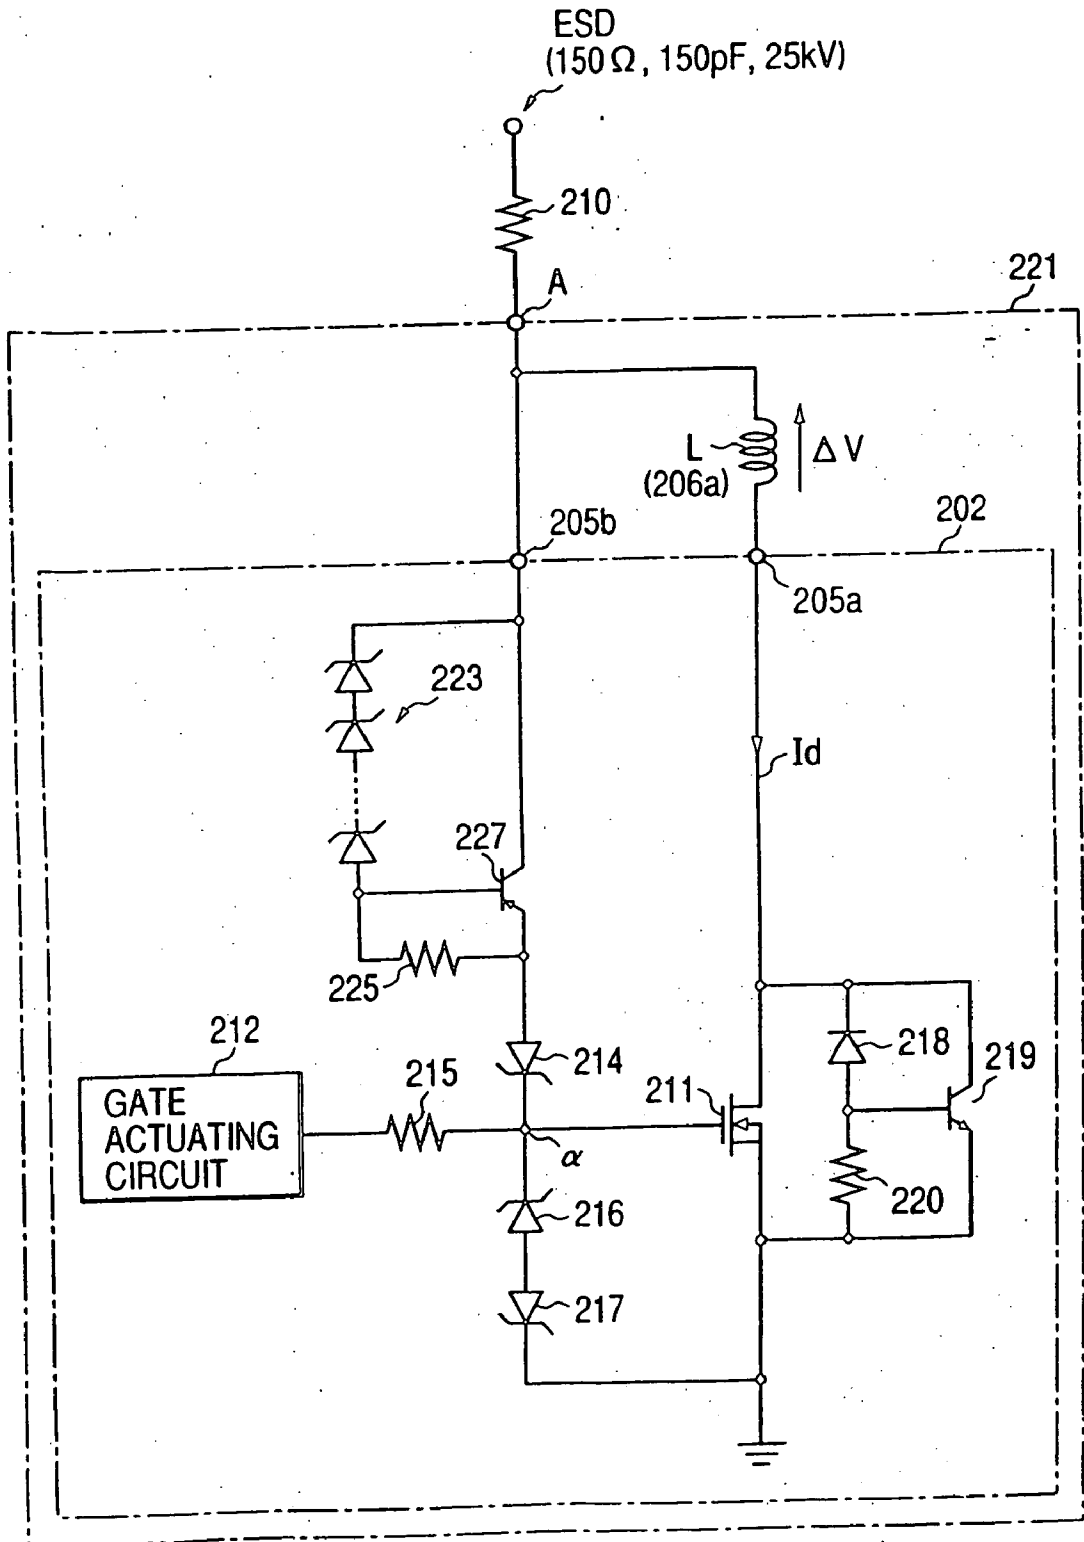 ESD
(150Ω, 150pF, 25kV)
210
A
221
L
(206a)
ΔV
205b
202
205a
223
Id
227
225
212
GATE
ACTUATING
CIRCUIT
215
214
211
218
219
α
216
220
217